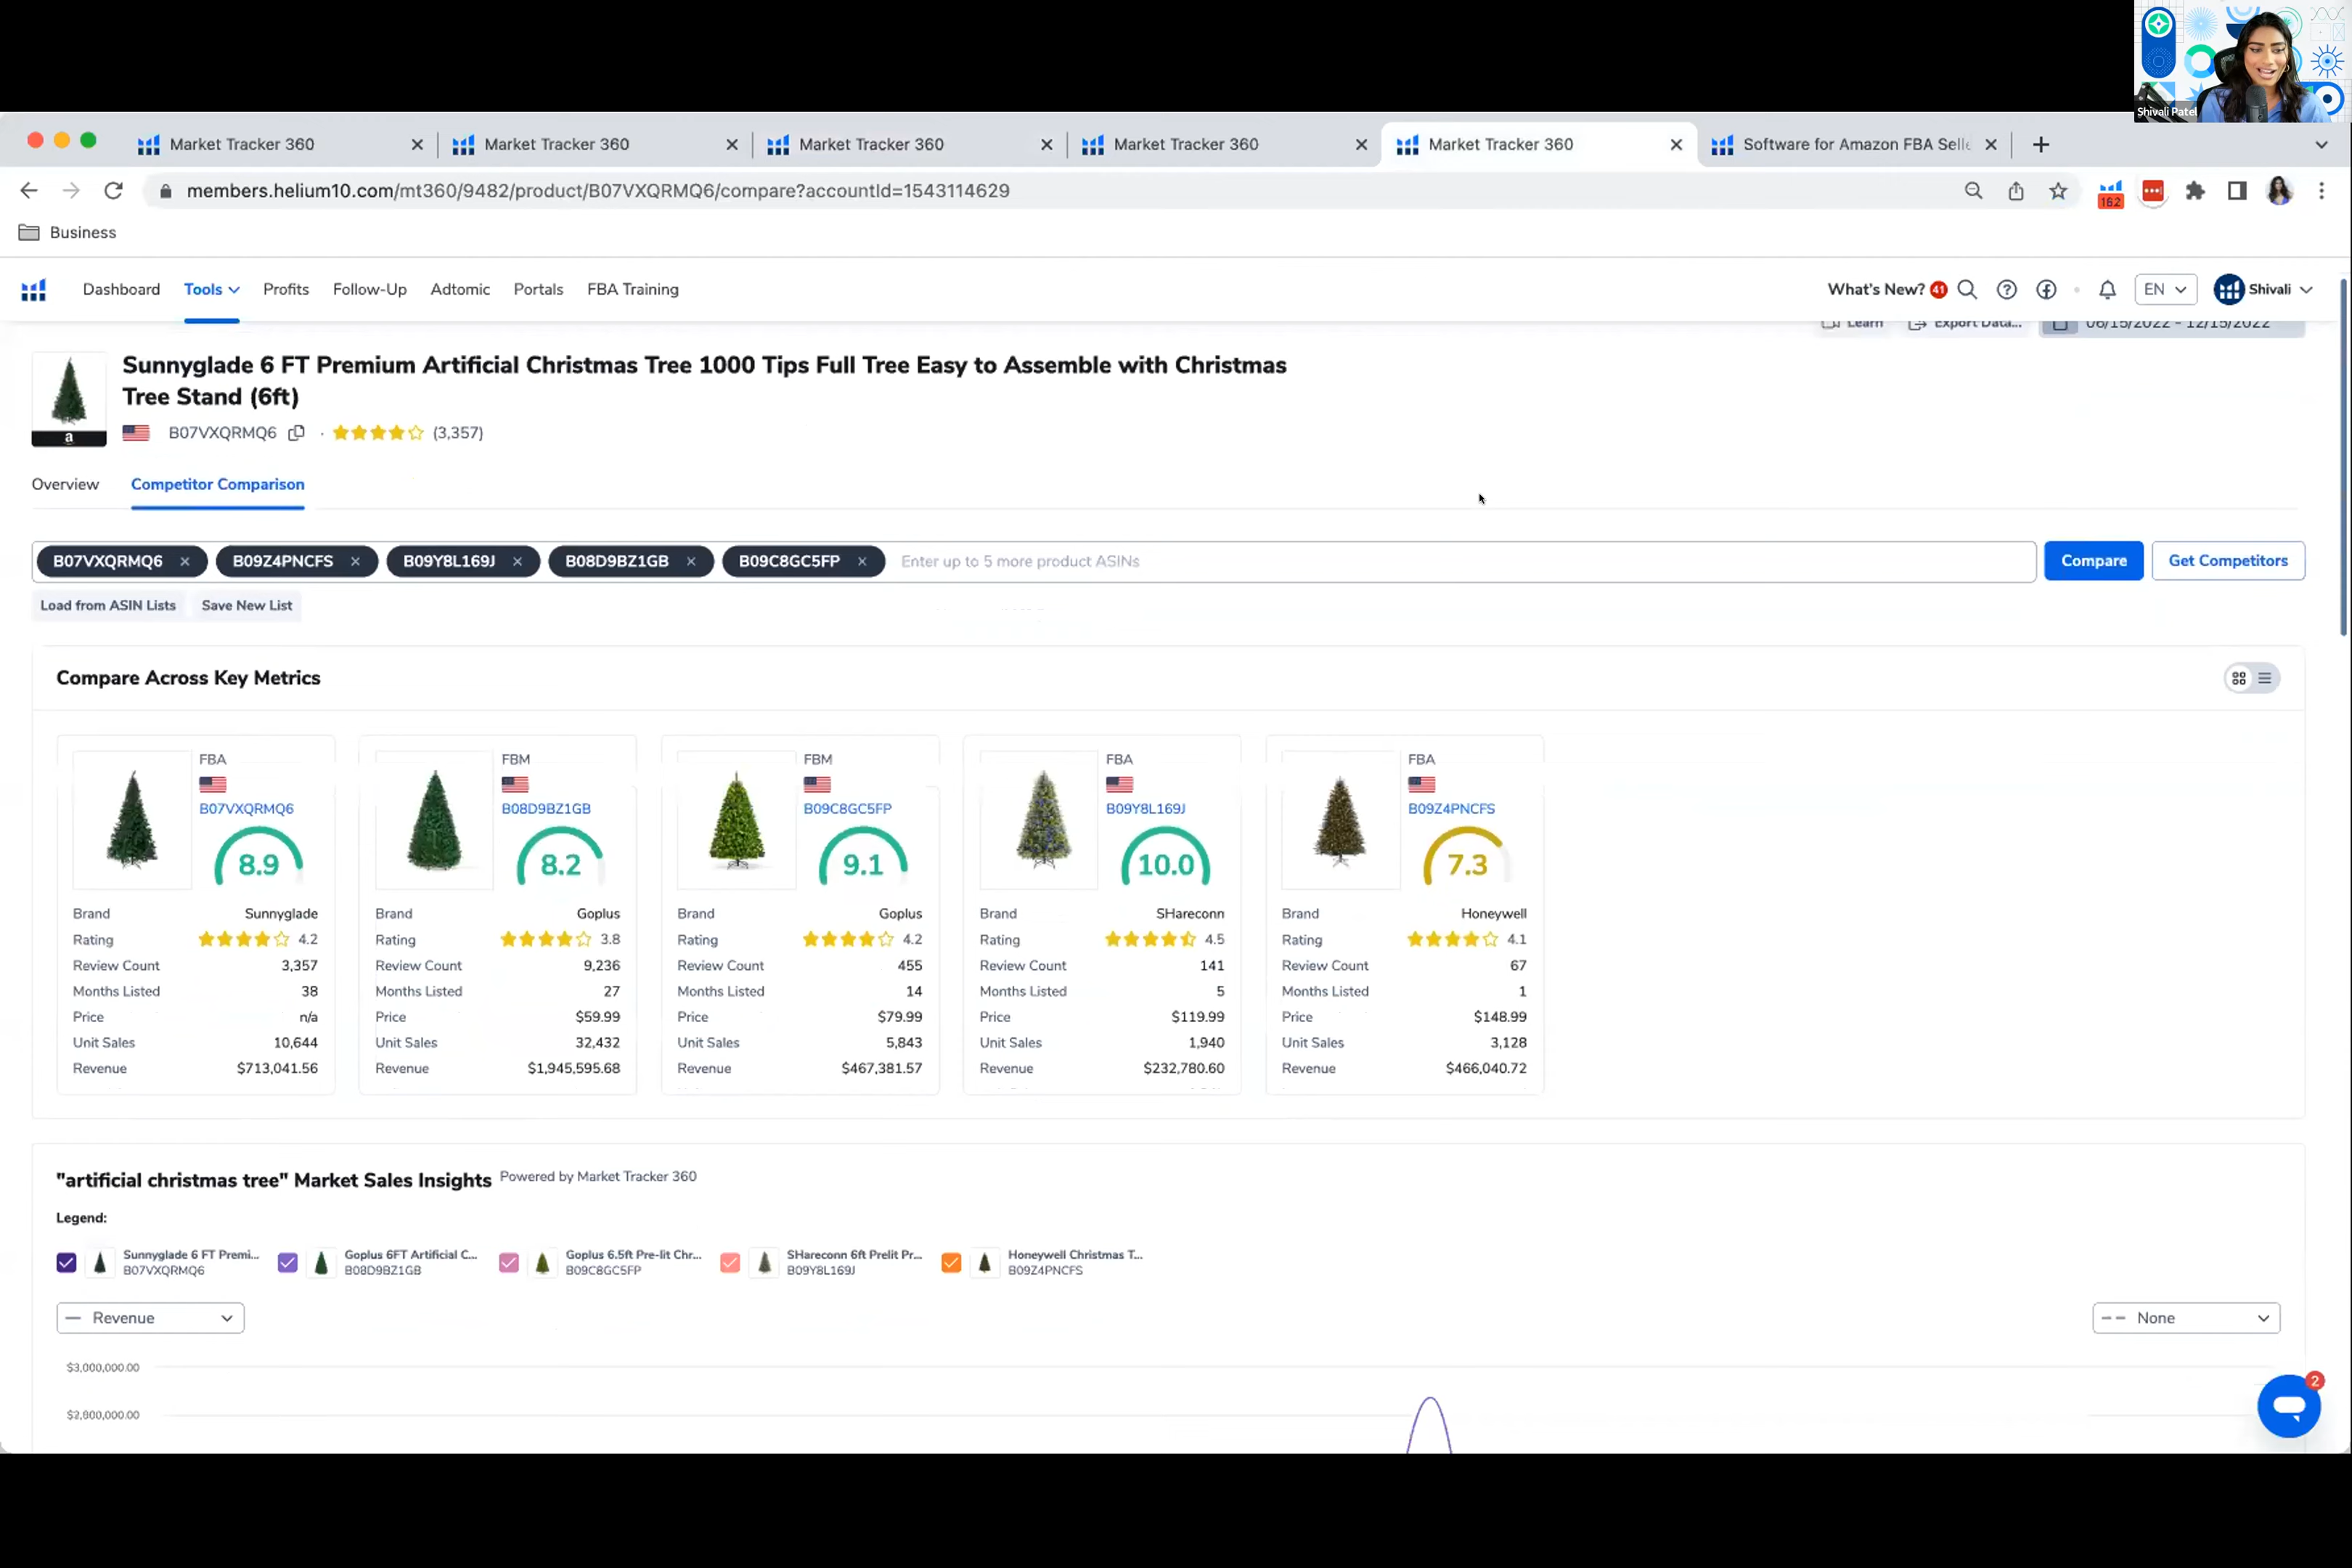 Shivali Patel
Market Tracker 360
Market Tracker 360
Market Tracker 360
Market Tracker 360
Market Tracker 360
Software for Amazon FBA Selle
members.helium10.com/mt360/9482/product/B07VXQRMQ6/compare?accountId=1543114629
162
Business
Dashboard Tools Profits Follow-Up Adtomic Portals FBA Training
What's New? 41 EN Shivali
Learn Export Data... 06/15/2022 - 12/15/2022
Sunnyglade 6 FT Premium Artificial Christmas Tree 1000 Tips Full Tree Easy to Assemble with Christmas
Tree Stand (6ft)
a
B07VXQRMQ6 · (3,357)
Overview Competitor Comparison
B07VXQRMQ6 B09Z4PNCFS B09Y8L169J B08D9BZ1GB B09C8GC5FP Enter up to 5 more product ASINs Compare Get Competitors
Load from ASIN Lists Save New List
Compare Across Key Metrics
FBA
B07VXQRMQ6
8.9
Brand Sunnyglade
Rating 4.2
Review Count 3,357
Months Listed 38
Price n/a
Unit Sales 10,644
Revenue $713,041.56
FBM
B08D9BZ1GB
8.2
Brand Goplus
Rating 3.8
Review Count 9,236
Months Listed 27
Price $59.99
Unit Sales 32,432
Revenue $1,945,595.68
FBM
B09C8GC5FP
9.1
Brand Goplus
Rating 4.2
Review Count 455
Months Listed 14
Price $79.99
Unit Sales 5,843
Revenue $467,381.57
FBA
B09Y8L169J
10.0
Brand SHareconn
Rating 4.5
Review Count 141
Months Listed 5
Price $119.99
Unit Sales 1,940
Revenue $232,780.60
FBA
B09Z4PNCFS
7.3
Brand Honeywell
Rating 4.1
Review Count 67
Months Listed 1
Price $148.99
Unit Sales 3,128
Revenue $466,040.72
"artificial christmas tree" Market Sales Insights Powered by Market Tracker 360
Legend:
Sunnyglade 6 FT Premi...
B07VXQRMQ6
Goplus 6FT Artificial C...
B08D9BZ1GB
Goplus 6.5ft Pre-lit Chr...
B09C8GC5FP
SHareconn 6ft Prelit Pr...
B09Y8L169J
Honeywell Christmas T...
B09Z4PNCFS
Revenue
None
$3,000,000.00
$2,800,000.00
2